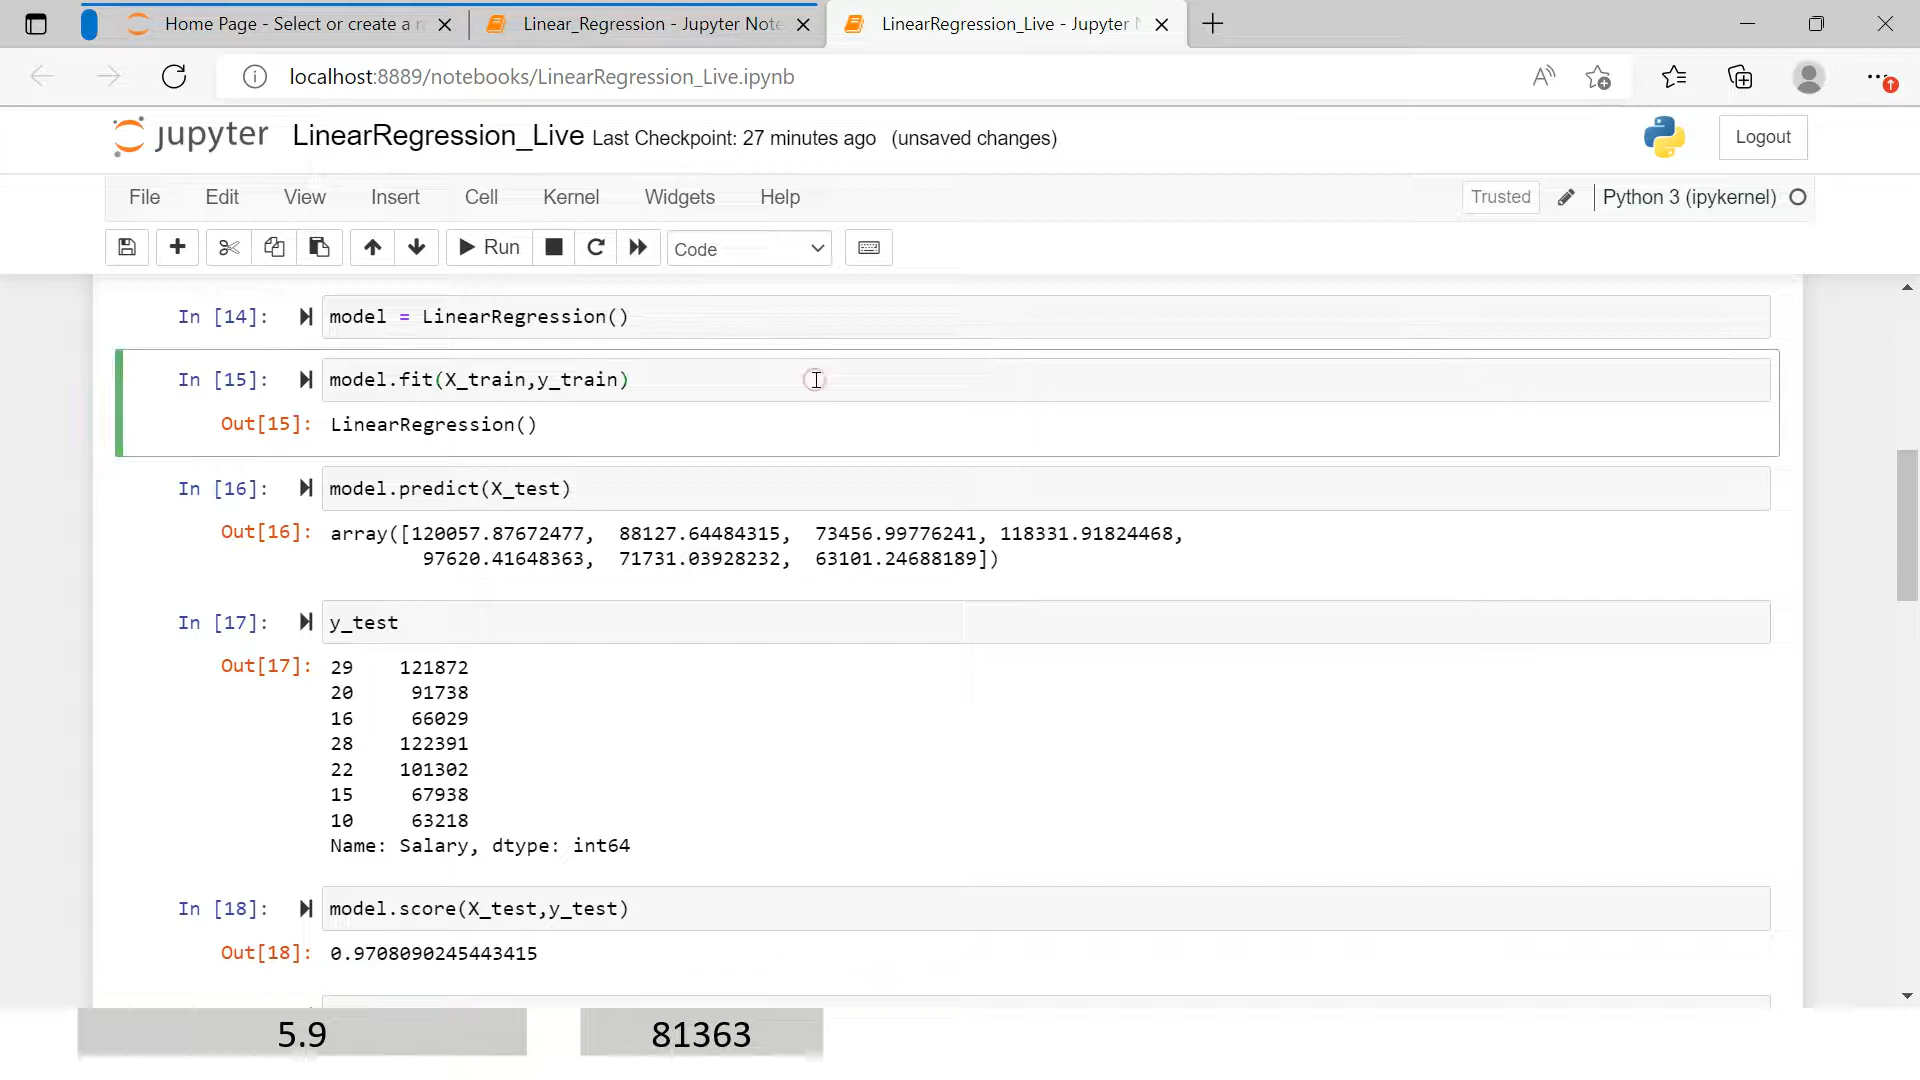 Home Page - Select or create a n
Linear_Regression - Jupyter Note
LinearRegression_Live - Jupyter N
localhost:8889/notebooks/LinearRegression_Live.ipynb
jupyter LinearRegression_Live Last Checkpoint: 27 minutes ago (unsaved changes)
Logout
File Edit View Insert Cell Kernel Widgets Help
Trusted Python 3 (ipykernel)
Run Code
In [14]: model = LinearRegression()
In [15]: model.fit(X_train,y_train)
Out[15]: LinearRegression()
In [16]: model.predict(X_test)
Out[16]: array([120057.87672477, 88127.64484315, 73456.99776241, 118331.91824468,
97620.41648363, 71731.03928232, 63101.24688189])
In [17]: y_test
Out[17]: 29 121872
20 91738
16 66029
28 122391
22 101302
15 67938
10 63218
Name: Salary, dtype: int64
In [18]: model.score(X_test,y_test)
Out[18]: 0.9708090245443415
5.9 81363